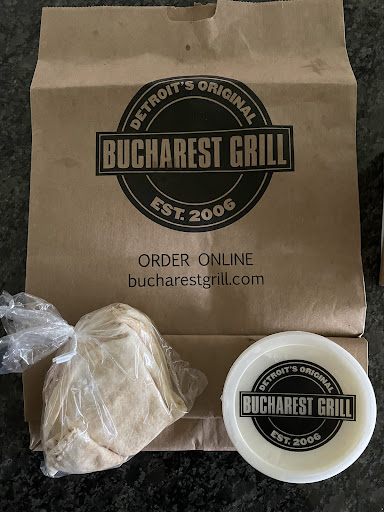 DETROIT'S ORIGINAL
BUCHAREST GRILL
EST. 2006
ORDER ONLINE
bucharestgrill.com
DETROIT'S ORIGINAL
BUCHAREST GRILL
EST. 2006